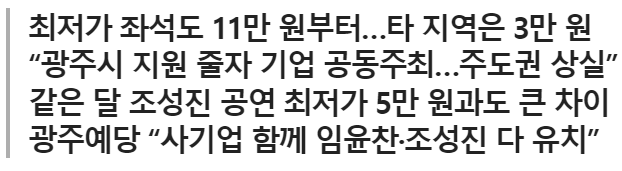 최저가 좌석도 11만 원부터…타 지역은 3만 원
“광주시 지원 줄자 기업 공동주최…주도권 상실”
같은 달 조성진 공연 최저가 5만 원과도 큰 차이
광주예당 “사기업 함께 임윤찬·조성진 다 유치”